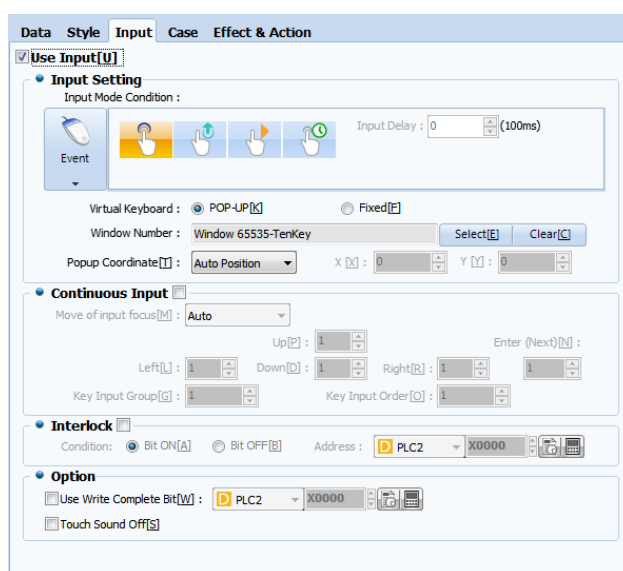 Data Style Input Case Effect & Action
Use Input[U]
Input Setting
Input Mode Condition :
Event
Input Delay : 0 (100ms)
Virtual Keyboard : POP-UP[K] Fixed[F]
Window Number : Window 65535-TenKey Select[E] Clear[C]
Popup Coordinate[T] : Auto Position X [X] : 0 Y [Y] : 0
Continuous Input
Move of input focus[M] : Auto
Up[P] : 1 Enter (Next)[N] :
Left[L] : 1 Down[D] : 1 Right[R] : 1 1
Key Input Group[G] : 1 Key Input Order[O] : 1
Interlock
Condition: Bit ON[A] Bit OFF[B] Address : D PLC2 X0000
Option
Use Write Complete Bit[W] : D PLC2 X0000
Touch Sound Off[S]